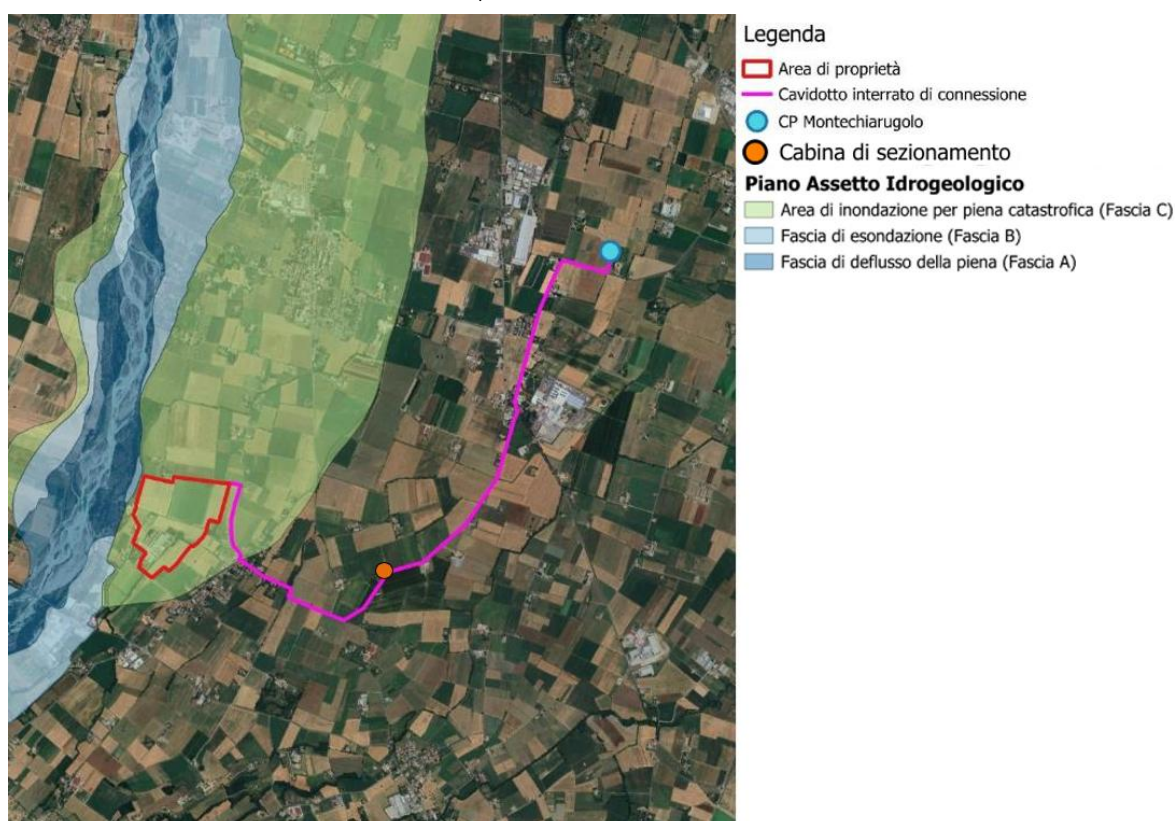 Legenda
Area di proprietà
Cavidotto interrato di connessione
CP Montechiarugolo
Cabina di sezionamento
Piano Assetto Idrogeologico
Area di inondazione per piena catastrofica (Fascia C)
Fascia di esondazione (Fascia B)
Fascia di deflusso della piena (Fascia A)